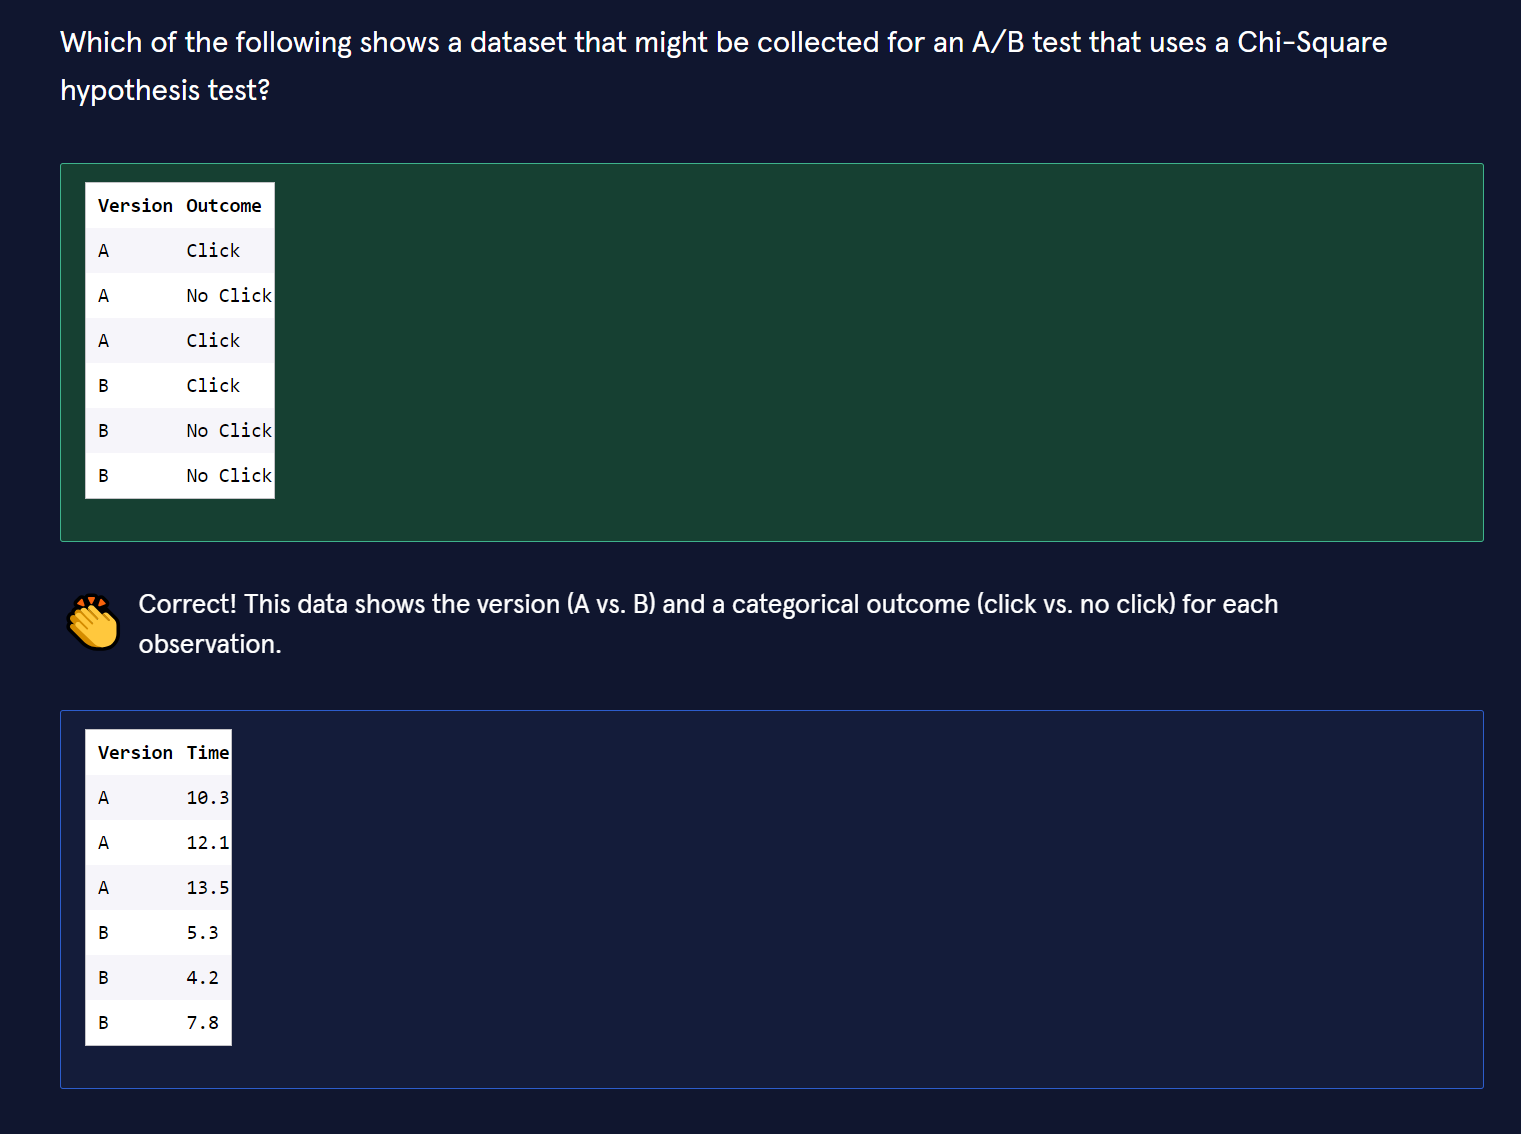 Which of the following shows a dataset that might be collected for an A/B test that uses a Chi-Square
hypothesis test?
Version Outcome
A Click
A No Click
A Click
B Click
B No Click
B No Click
Correct! This data shows the version (A vs. B) and a categorical outcome (click vs. no click) for each
observation.
Version Time
A 10.3
A 12.1
A 13.5
B 5.3
B 4.2
B 7.8